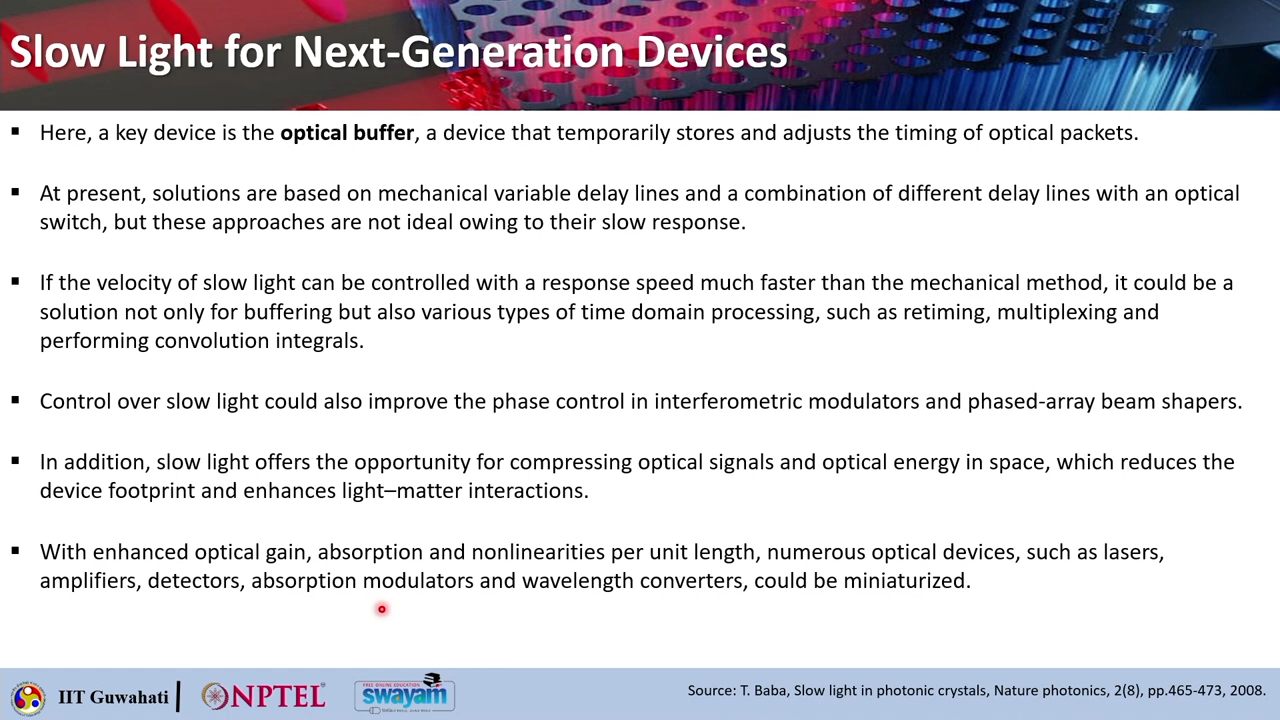 Slow Light for Next-Generation Devices
▪ Here, a key device is the optical buffer, a device that temporarily stores and adjusts the timing of optical packets.
▪ At present, solutions are based on mechanical variable delay lines and a combination of different delay lines with an optical
switch, but these approaches are not ideal owing to their slow response.
▪ If the velocity of slow light can be controlled with a response speed much faster than the mechanical method, it could be a
solution not only for buffering but also various types of time domain processing, such as retiming, multiplexing and
performing convolution integrals.
▪ Control over slow light could also improve the phase control in interferometric modulators and phased-array beam shapers.
▪ In addition, slow light offers the opportunity for compressing optical signals and optical energy in space, which reduces the
device footprint and enhances light–matter interactions.
▪ With enhanced optical gain, absorption and nonlinearities per unit length, numerous optical devices, such as lasers,
amplifiers, detectors, absorption modulators and wavelength converters, could be miniaturized.
IIT Guwahati
NPTEL
FREE ONLINE EDUCATION
swayam
Source: T. Baba, Slow light in photonic crystals, Nature photonics, 2(8), pp.465-473, 2008.